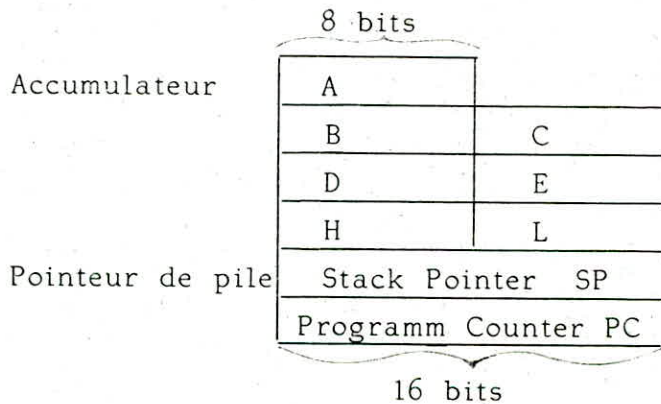 8 bits
Accumulateur A
B C
D E
H L
Pointeur de pile Stack Pointer SP
Programm Counter PC
16 bits